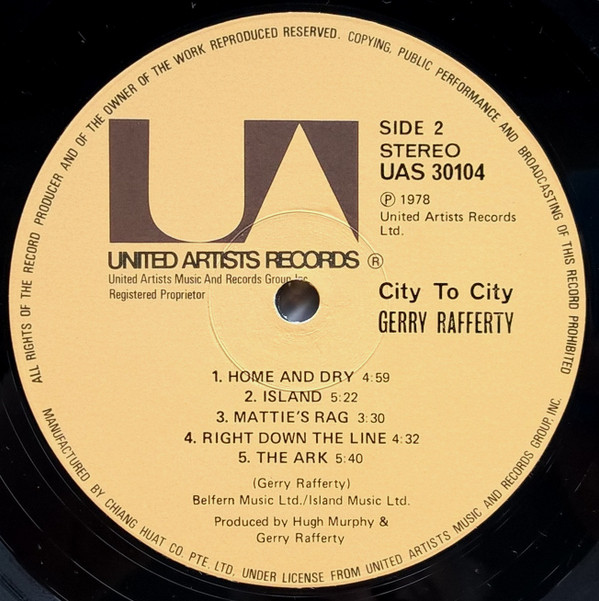 ALL RIGHTS OF THE RECORD PRODUCER AND OF THE OWNER OF THE WORK REPRODUCED RESERVED. COPYING, PUBLIC PERFORMANCE AND BROADCASTING OF THIS RECORD PROHIBITED
UA
SIDE 2
STEREO
UAS 30104
℗ 1978
United Artists Records
Ltd.
UNITED ARTISTS RECORDS ®
United Artists Music And Records Group Inc.
Registered Proprietor
City To City
GERRY RAFFERTY
1. HOME AND DRY 4:59
2. ISLAND 5:22
3. MATTIE'S RAG 3:30
4. RIGHT DOWN THE LINE 4:32
5. THE ARK 5:40
(Gerry Rafferty)
Belfern Music Ltd./Island Music Ltd.
Produced by Hugh Murphy &
Gerry Rafferty
MANUFACTURED BY CHIANG HUAT CO. PTE. LTD. UNDER LICENSE FROM UNITED ARTISTS MUSIC AND RECORDS GROUP, INC.